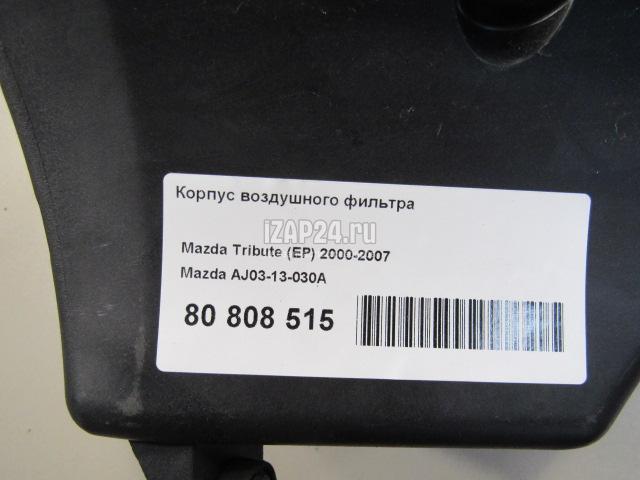 Корпус воздушного фильтра
iZAP24.ru
Mazda Tribute (EP) 2000-2007
Mazda AJ03-13-030A
80 808 515